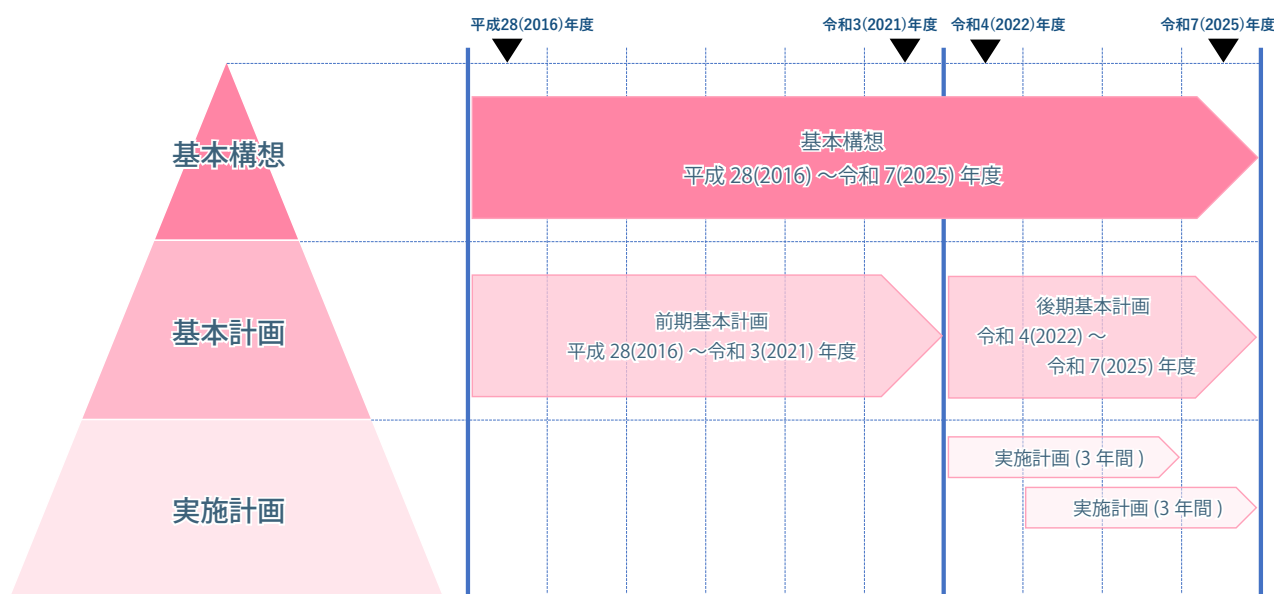 平成28(2016)年度
令和3(2021)年度
令和4(2022)年度
令和7(2025)年度
基本構想
基本構想
平成 28(2016) ～令和 7(2025) 年度
基本計画
前期基本計画
平成 28(2016) ～令和 3(2021) 年度
後期基本計画
令和 4(2022) ～
令和 7(2025) 年度
実施計画
実施計画 (3 年間 )
実施計画 (3 年間 )